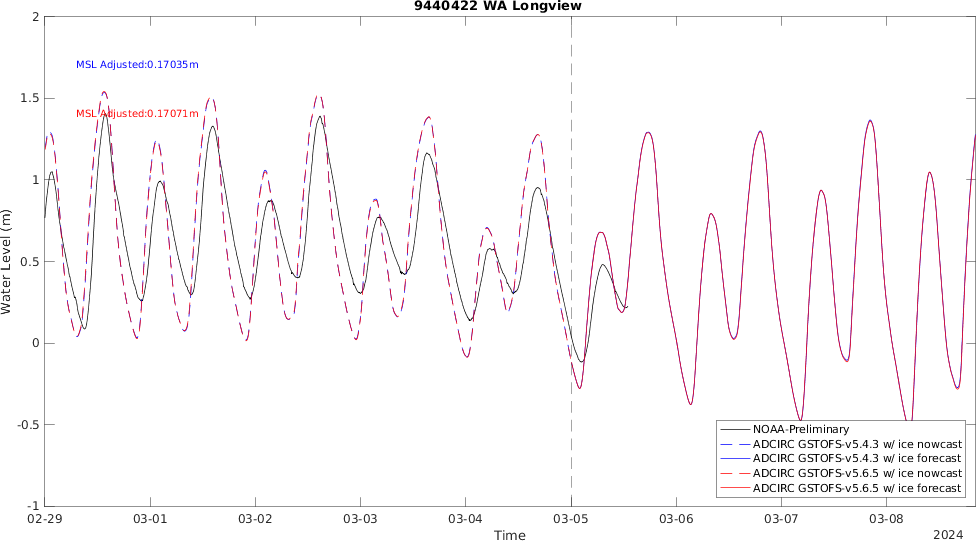 9440422 WA Longview
MSL Adjusted:0.17035m
MSL Adjusted:0.17071m
Water Level (m)
2
1.5
1
0.5
0
-0.5
-1
NOAA-Preliminary
ADCIRC GSTOFS-v5.4.3 w/ ice nowcast
ADCIRC GSTOFS-v5.4.3 w/ ice forecast
ADCIRC GSTOFS-v5.6.5 w/ ice nowcast
ADCIRC GSTOFS-v5.6.5 w/ ice forecast
02-29 03-01 03-02 03-03 03-04 03-05 03-06 03-07 03-08
Time
2024